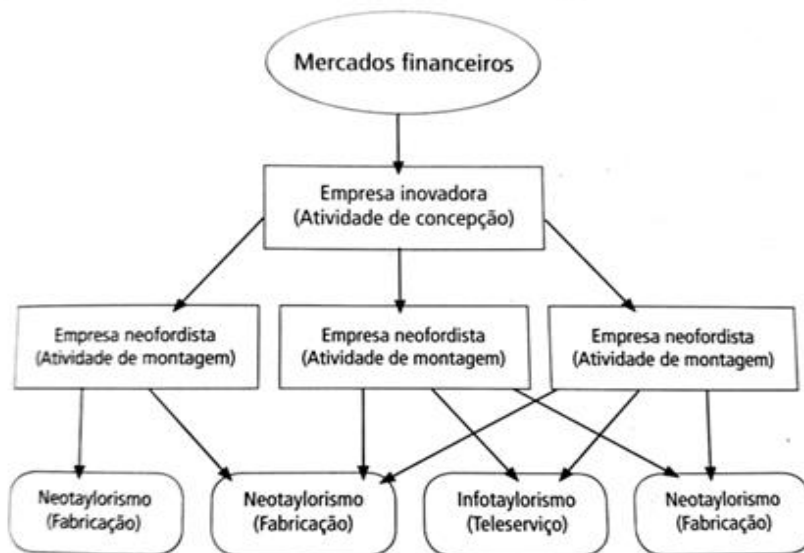 Mercados financeiros
Empresa inovadora
(Atividade de concepção)
Empresa neofordista
(Atividade de montagem)
Empresa neofordista
(Atividade de montagem)
Empresa neofordista
(Atividade de montagem)
Neotaylorismo
(Fabricação)
Neotaylorismo
(Fabricação)
Infotaylorismo
(Teleserviço)
Neotaylorismo
(Fabricação)